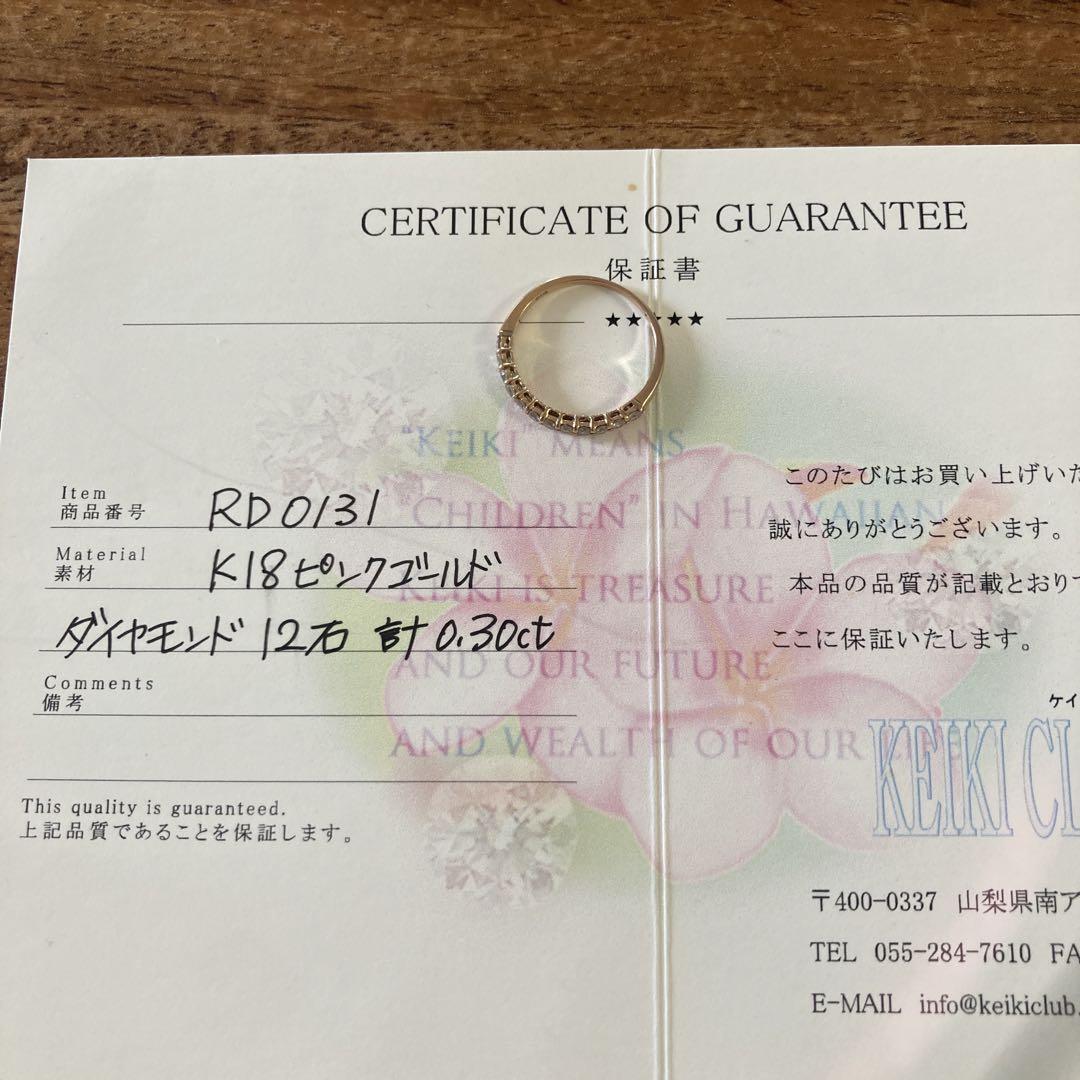 CERTIFICATE OF GUARANTEE
保証書
★★★★★
"KEIKI" MEANS
"CHILDREN" IN HAWAIIAN
KEIKI IS TREASURE
AND OUR FUTURE
AND WEALTH OF OUR LIFE
Item
商品番号 RD0131
Material
素材 K18ピンクゴールド
ダイヤモンド 12石 計0.30ct
Comments
備考
This quality is guaranteed.
上記品質であることを保証します。
このたびはお買い上げいた
誠にありがとうございます。
本品の品質が記載とおりで
ここに保証いたします。
ケイ
KEIKI CL
〒400-0337 山梨県南ア
TEL 055-284-7610 FA
E-MAIL info@keikiclub.